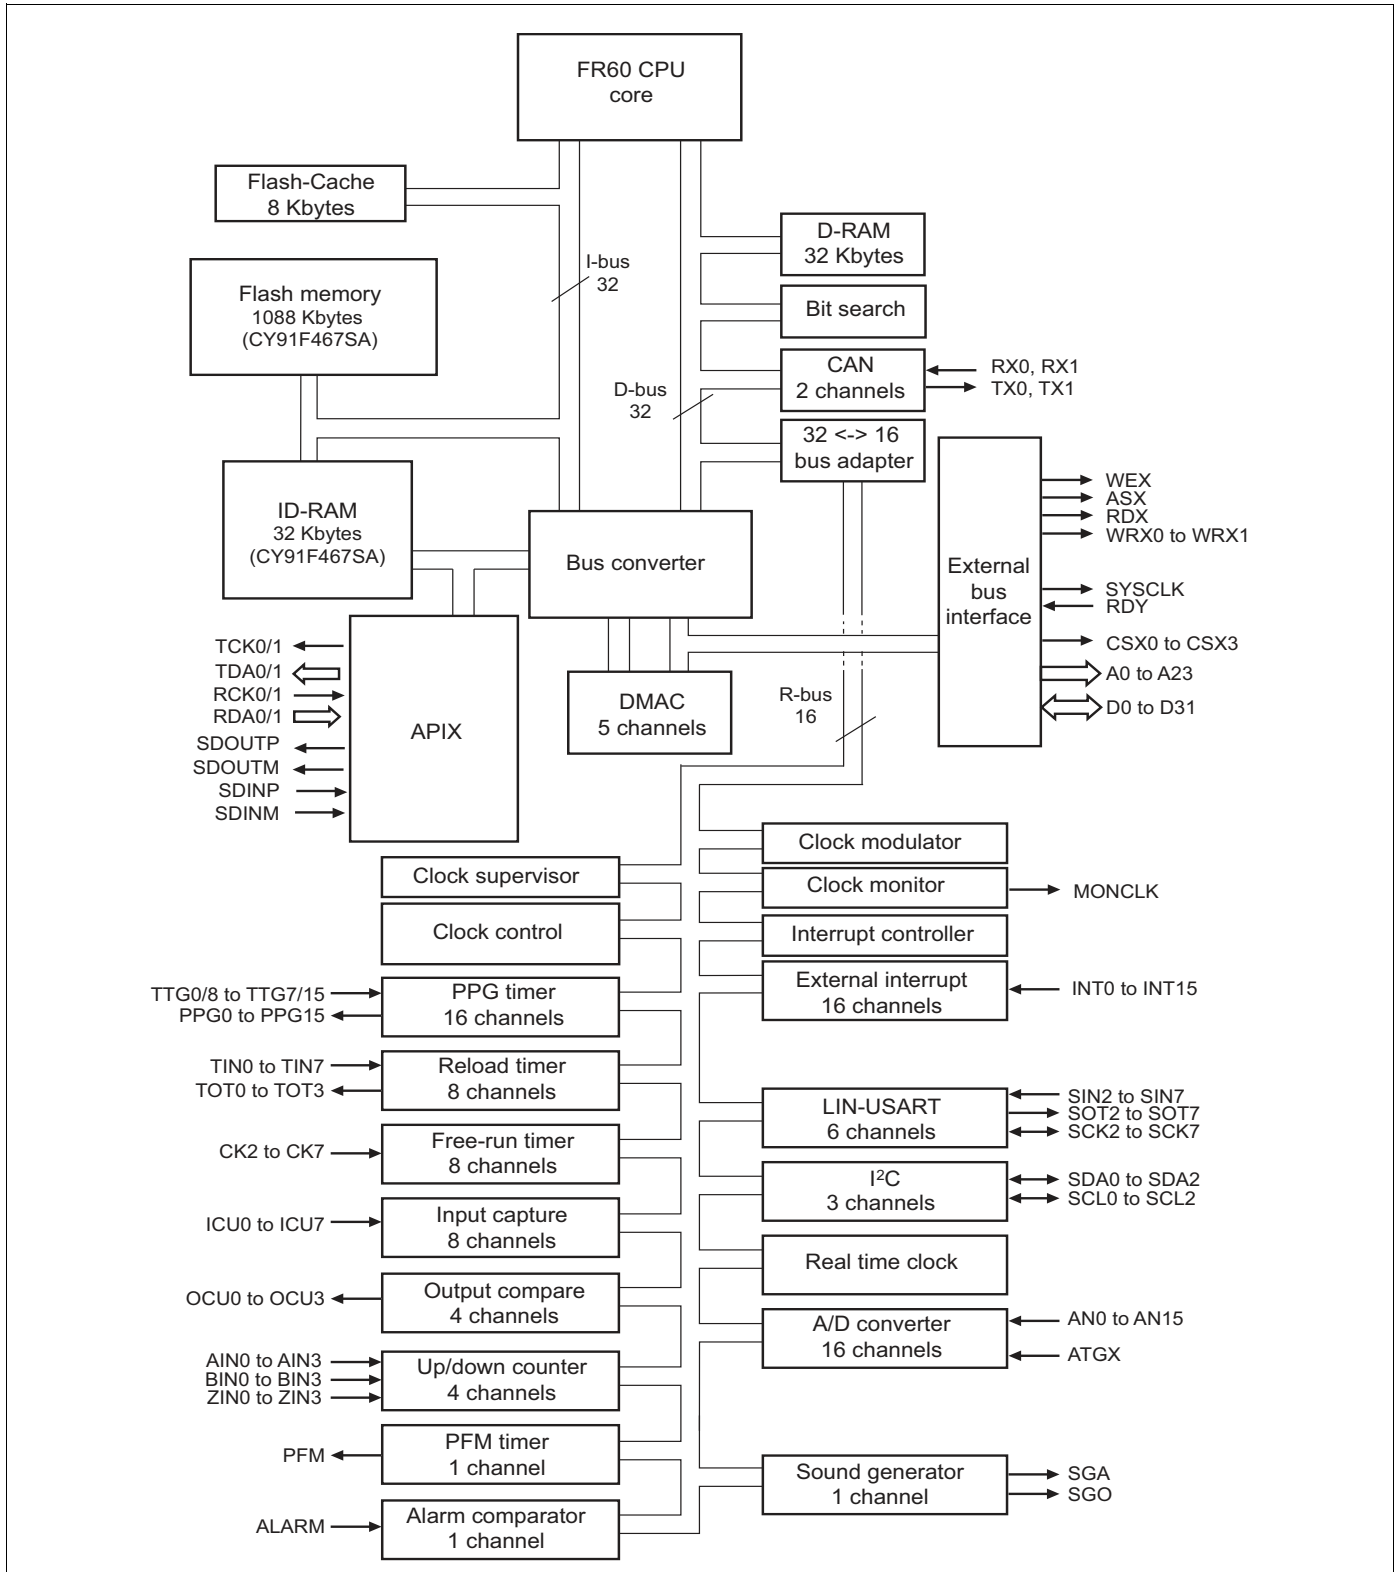 FR60 CPU
core
Flash-Cache
8 Kbytes
D-RAM
32 Kbytes
I-bus
32
Flash memory
1088 Kbytes
(CY91F467SA)
Bit search
CAN
2 channels
RX0, RX1
TX0, TX1
D-bus
32
32 <-> 16
bus adapter
ID-RAM
32 Kbytes
(CY91F467SA)
Bus converter
External
bus
interface
WEX
ASX
RDX
WRX0 to WRX1
SYSCLK
RDY
CSX0 to CSX3
A0 to A23
D0 to D31
TCK0/1
TDA0/1
RCK0/1
RDA0/1
SDOUTP
SDOUTM
SDINP
SDINM
APIX
DMAC
5 channels
R-bus
16
Clock modulator
Clock supervisor
Clock monitor
MONCLK
Clock control
Interrupt controller
TTG0/8 to TTG7/15
PPG0 to PPG15
PPG timer
16 channels
External interrupt
16 channels
INT0 to INT15
TIN0 to TIN7
TOT0 to TOT3
Reload timer
8 channels
LIN-USART
6 channels
SIN2 to SIN7
SOT2 to SOT7
SCK2 to SCK7
CK2 to CK7
Free-run timer
8 channels
I²C
3 channels
SDA0 to SDA2
SCL0 to SCL2
ICU0 to ICU7
Input capture
8 channels
Real time clock
OCU0 to OCU3
Output compare
4 channels
A/D converter
16 channels
AN0 to AN15
ATGX
AIN0 to AIN3
BIN0 to BIN3
ZIN0 to ZIN3
Up/down counter
4 channels
PFM
PFM timer
1 channel
Sound generator
1 channel
SGA
SGO
ALARM
Alarm comparator
1 channel